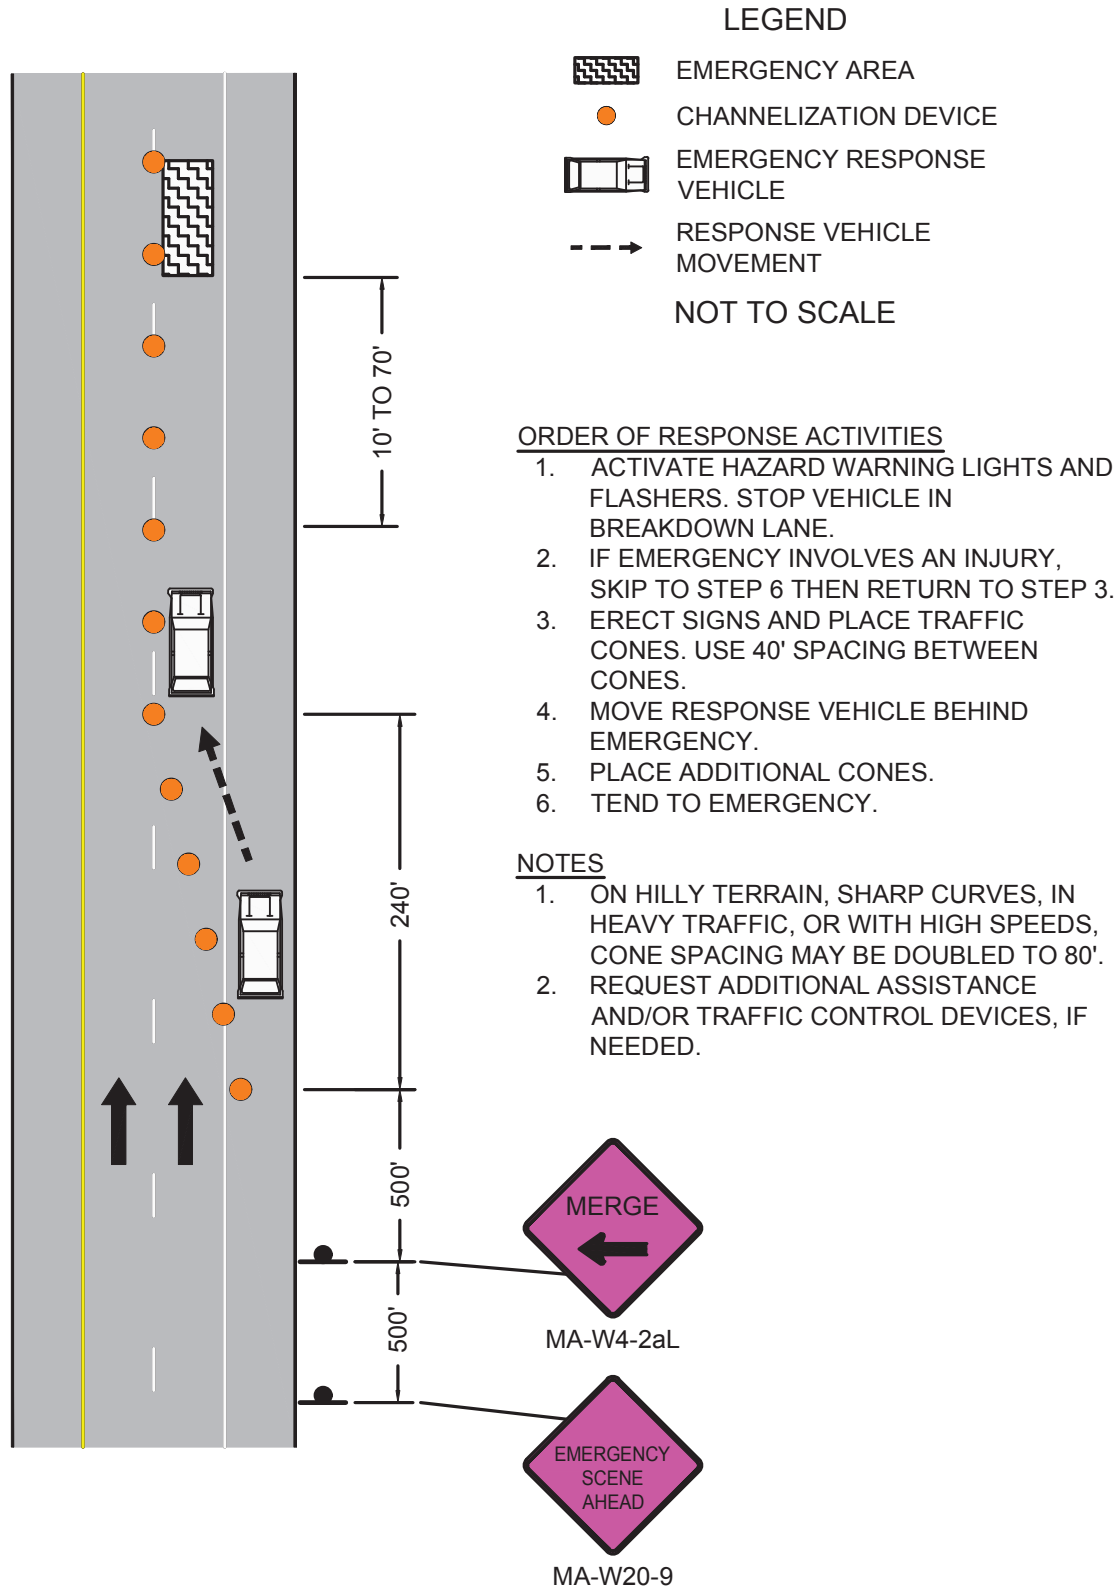 LEGEND
EMERGENCY AREA
CHANNELIZATION DEVICE
EMERGENCY RESPONSE
VEHICLE
RESPONSE VEHICLE
MOVEMENT
NOT TO SCALE
10' TO 70'
ORDER OF RESPONSE ACTIVITIES
1. ACTIVATE HAZARD WARNING LIGHTS AND
FLASHERS. STOP VEHICLE IN
BREAKDOWN LANE.
2. IF EMERGENCY INVOLVES AN INJURY,
SKIP TO STEP 6 THEN RETURN TO STEP 3.
3. ERECT SIGNS AND PLACE TRAFFIC
CONES. USE 40' SPACING BETWEEN
CONES.
4. MOVE RESPONSE VEHICLE BEHIND
EMERGENCY.
5. PLACE ADDITIONAL CONES.
6. TEND TO EMERGENCY.
240'
NOTES
1. ON HILLY TERRAIN, SHARP CURVES, IN
HEAVY TRAFFIC, OR WITH HIGH SPEEDS,
CONE SPACING MAY BE DOUBLED TO 80'.
2. REQUEST ADDITIONAL ASSISTANCE
AND/OR TRAFFIC CONTROL DEVICES, IF
NEEDED.
500'
MERGE
MA-W4-2aL
500'
EMERGENCY
SCENE
AHEAD
MA-W20-9